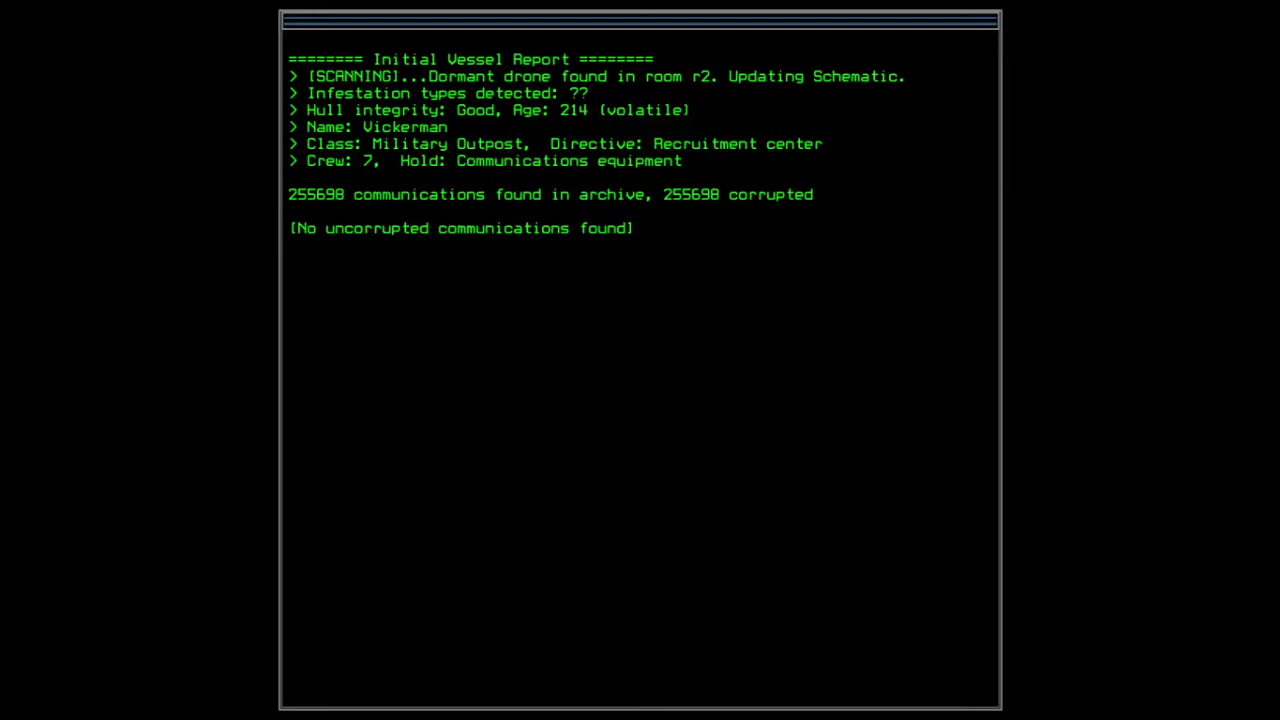 ======== Initial Vessel Report ========
> [SCANNING]...Dormant drone found in room r2. Updating Schematic.
> Infestation types detected: ??
> Hull integrity: Good, Age: 214 (volatile)
> Name: Vickerman
> Class: Military Outpost,  Directive: Recruitment center
> Crew: 7,  Hold: Communications equipment
255698 communications found in archive, 255698 corrupted
[No uncorrupted communications found]